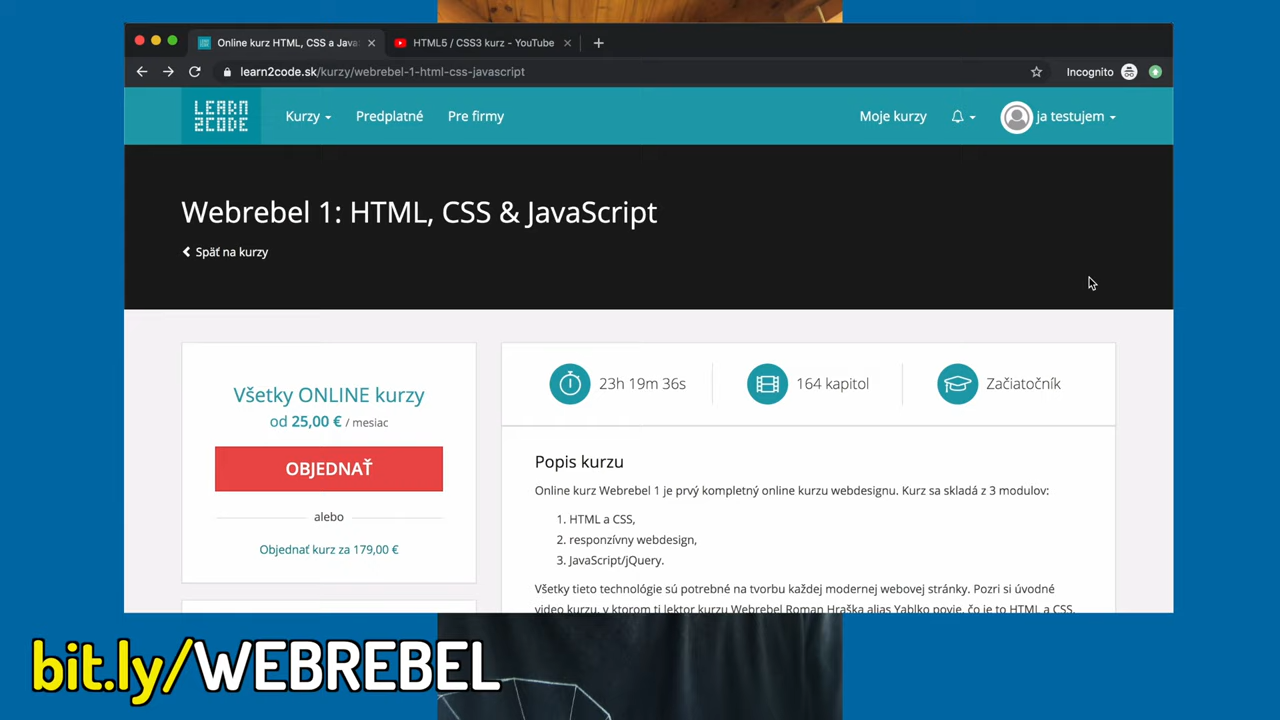 Online kurz HTML, CSS a Java
HTML5 / CSS3 kurz - YouTube
learn2code.sk/kurzy/webrebel-1-html-css-javascript
Incognito
LEARN
2CODE
Kurzy
Predplatné
Pre firmy
Moje kurzy
ja testujem
Webrebel 1: HTML, CSS & JavaScript
Späť na kurzy
Všetky ONLINE kurzy
od 25,00 € / mesiac
OBJEDNAŤ
alebo
Objednať kurz za 179,00 €
23h 19m 36s
164 kapitol
Začiatočník
Popis kurzu
Online kurz Webrebel 1 je prvý kompletný online kurzu webdesignu. Kurz sa skladá z 3 modulov:
1. HTML a CSS,
2. responzívny webdesign,
3. JavaScript/jQuery.
Všetky tieto technológie sú potrebné na tvorbu každej modernej webovej stránky. Pozri si úvodné
video kurzu, v ktorom ti lektor kurzu Webrebel Roman Hraška alias Yablko povie, čo je to HTML a CSS.
bit.ly/WEBREBEL